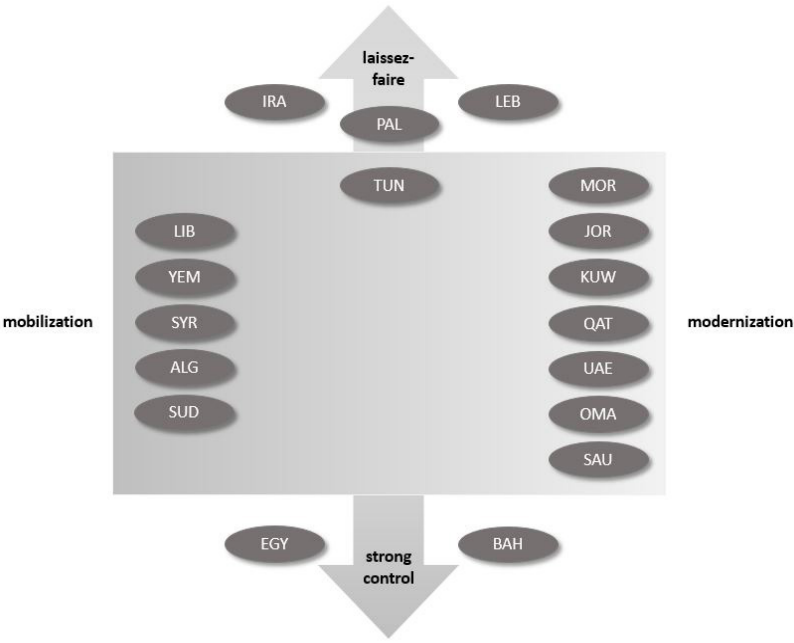 laissez-
faire
IRA
LEB
PAL
TUN
MOR
LIB
JOR
YEM
KUW
mobilization
SYR
QAT
modernization
ALG
UAE
SUD
OMA
SAU
EGY
strong
control
BAH